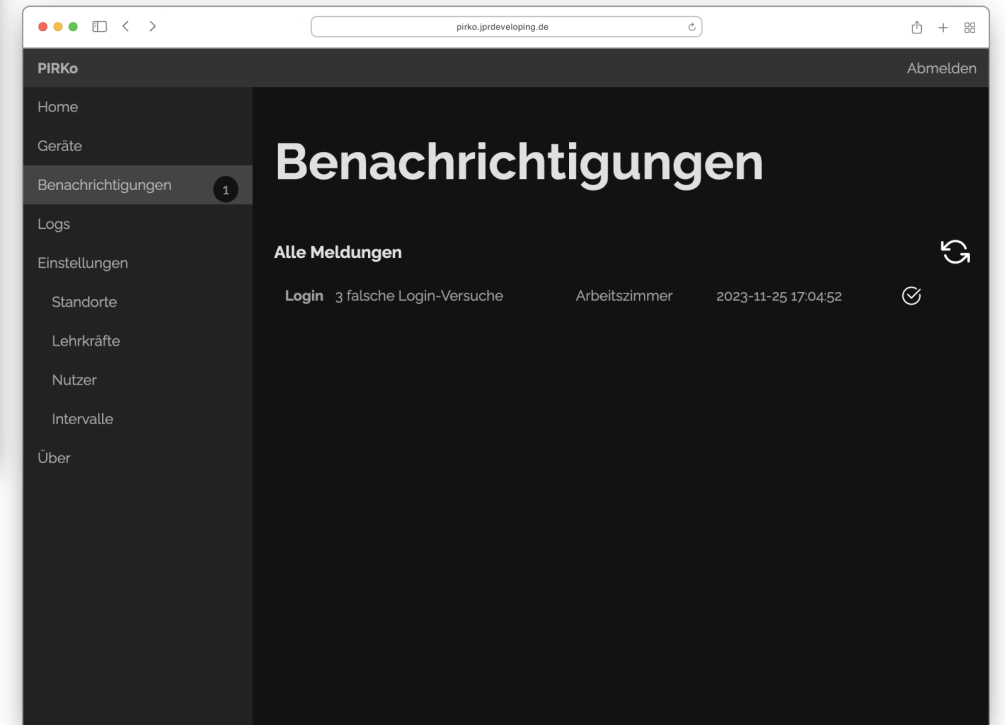 pirko.jprdeveloping.de
PIRKo
Abmelden
Home
Geräte
Benachrichtigungen 1
Logs
Einstellungen
Standorte
Lehrkräfte
Nutzer
Intervalle
Über
Benachrichtigungen
Alle Meldungen
Login 3 falsche Login-Versuche Arbeitszimmer 2023-11-25 17:04:52